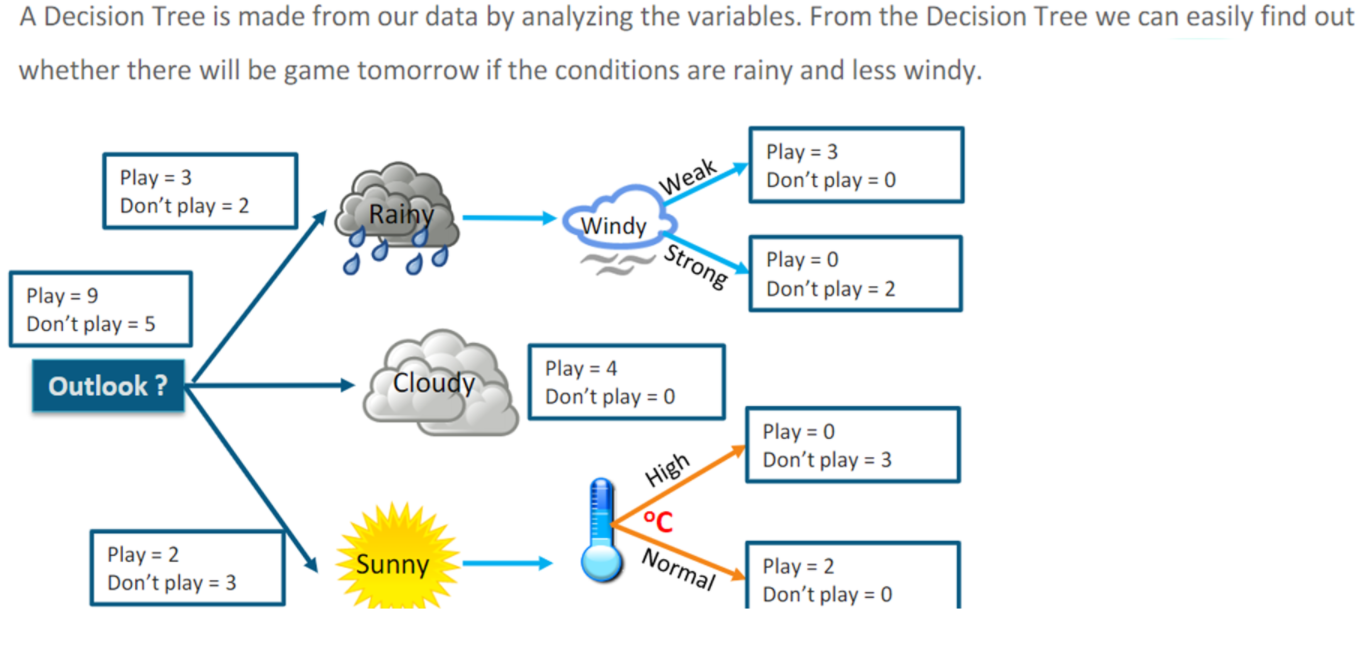 A Decision Tree is made from our data by analyzing the variables. From the Decision Tree we can easily find out
whether there will be game tomorrow if the conditions are rainy and less windy.
Play = 3
Don't play = 2
Rainy
Windy
Weak
Strong
Play = 3
Don't play = 0
Play = 0
Don't play = 2
Play = 9
Don't play = 5
Outlook ?
Cloudy
Play = 4
Don't play = 0
Play = 2
Don't play = 3
Sunny
High
°C
Normal
Play = 0
Don't play = 3
Play = 2
Don't play = 0